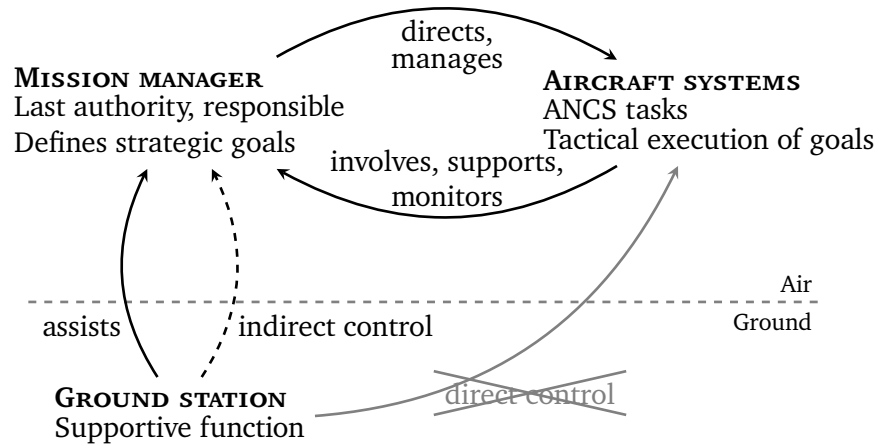 directs,
manages
MISSION MANAGER
Last authority, responsible
Defines strategic goals
AIRCRAFT SYSTEMS
ANCS tasks
Tactical execution of goals
involves, supports,
monitors
Air
Ground
assists
indirect control
direct control
GROUND STATION
Supportive function